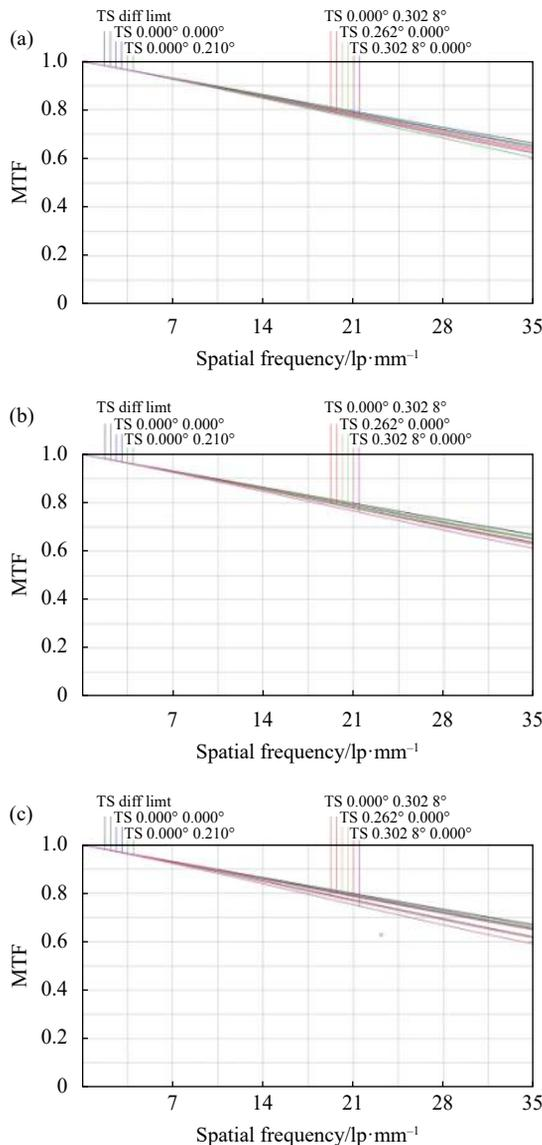 (a)
TS diff limt
TS 0.000° 0.000°
TS 0.000° 0.210°
TS 0.000° 0.302 8°
TS 0.262° 0.000°
TS 0.302 8° 0.000°
1.0
0.8
0.6
0.4
0.2
0
MTF
7 14 21 28 35
Spatial frequency/lp·mm⁻¹
(b)
TS diff limt
TS 0.000° 0.000°
TS 0.000° 0.210°
TS 0.000° 0.302 8°
TS 0.262° 0.000°
TS 0.302 8° 0.000°
1.0
0.8
0.6
0.4
0.2
0
MTF
7 14 21 28 35
Spatial frequency/lp·mm⁻¹
(c)
TS diff limt
TS 0.000° 0.000°
TS 0.000° 0.210°
TS 0.000° 0.302 8°
TS 0.262° 0.000°
TS 0.302 8° 0.000°
1.0
0.8
0.6
0.4
0.2
0
MTF
7 14 21 28 35
Spatial frequency/lp·mm⁻¹